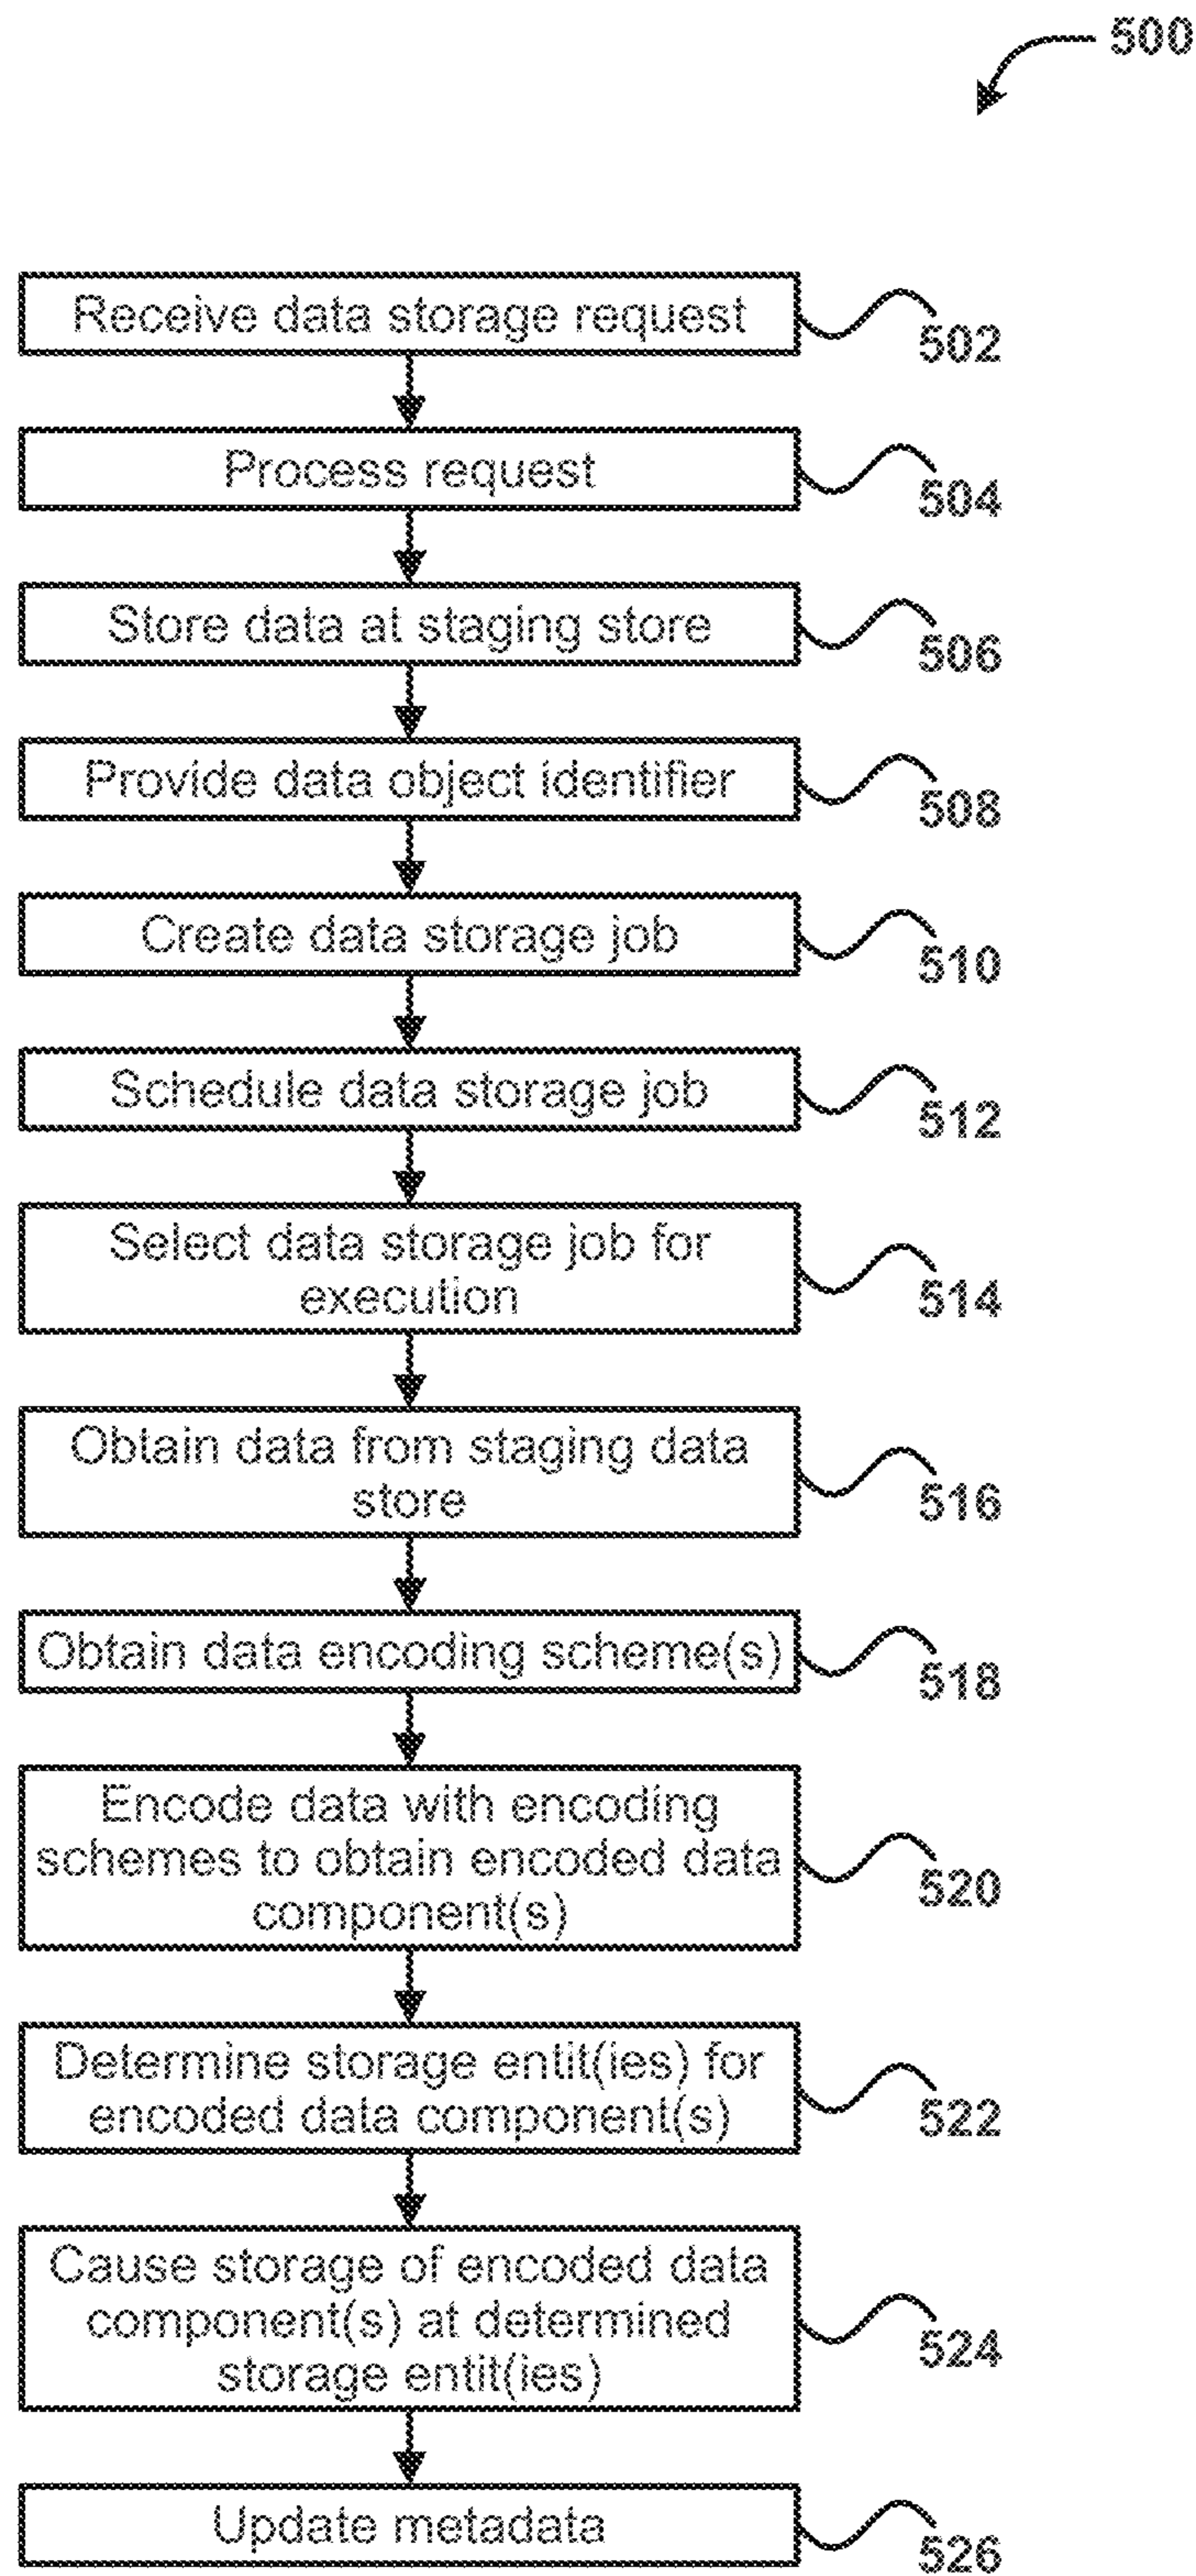 500
Receive data storage request
502
Process request
504
Store data at staging store
506
Provide data object identifier
508
Create data storage job
510
Schedule data storage job
512
Select data storage job for
execution
514
Obtain data from staging data
store
516
Obtain data encoding scheme(s)
518
Encode data with encoding
schemes to obtain encoded data
component(s)
520
Determine storage entit(ies) for
encoded data component(s)
522
Cause storage of encoded data
component(s) at determined
storage entit(ies)
524
Update metadata
526